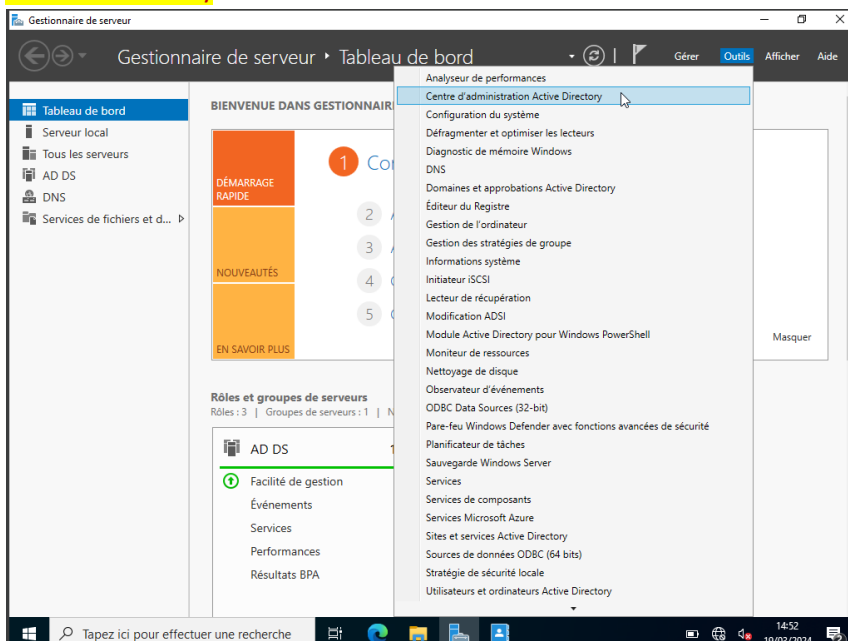 Gestionnaire de serveur
Gestionnaire de serveur • Tableau de bord
Gérer Outils Afficher Aide
Tableau de bord
Serveur local
Tous les serveurs
AD DS
DNS
Services de fichiers et d...
BIENVENUE DANS GESTIONNAIR
DÉMARRAGE
RAPIDE
NOUVEAUTÉS
EN SAVOIR PLUS
1 Co
2
3
4
5
Masquer
Rôles et groupes de serveurs
Rôles : 3 | Groupes de serveurs : 1 | N
AD DS 1
Facilité de gestion
Événements
Services
Performances
Résultats BPA
Analyseur de performances
Centre d'administration Active Directory
Configuration du système
Défragmenter et optimiser les lecteurs
Diagnostic de mémoire Windows
DNS
Domaines et approbations Active Directory
Éditeur du Registre
Gestion de l'ordinateur
Gestion des stratégies de groupe
Informations système
Initiateur iSCSI
Lecteur de récupération
Modification ADSI
Module Active Directory pour Windows PowerShell
Moniteur de ressources
Nettoyage de disque
Observateur d'événements
ODBC Data Sources (32-bit)
Pare-feu Windows Defender avec fonctions avancées de sécurité
Planificateur de tâches
Sauvegarde Windows Server
Services
Services de composants
Services Microsoft Azure
Sites et services Active Directory
Sources de données ODBC (64 bits)
Stratégie de sécurité locale
Utilisateurs et ordinateurs Active Directory
Tapez ici pour effectuer une recherche
14:52
19/03/2024